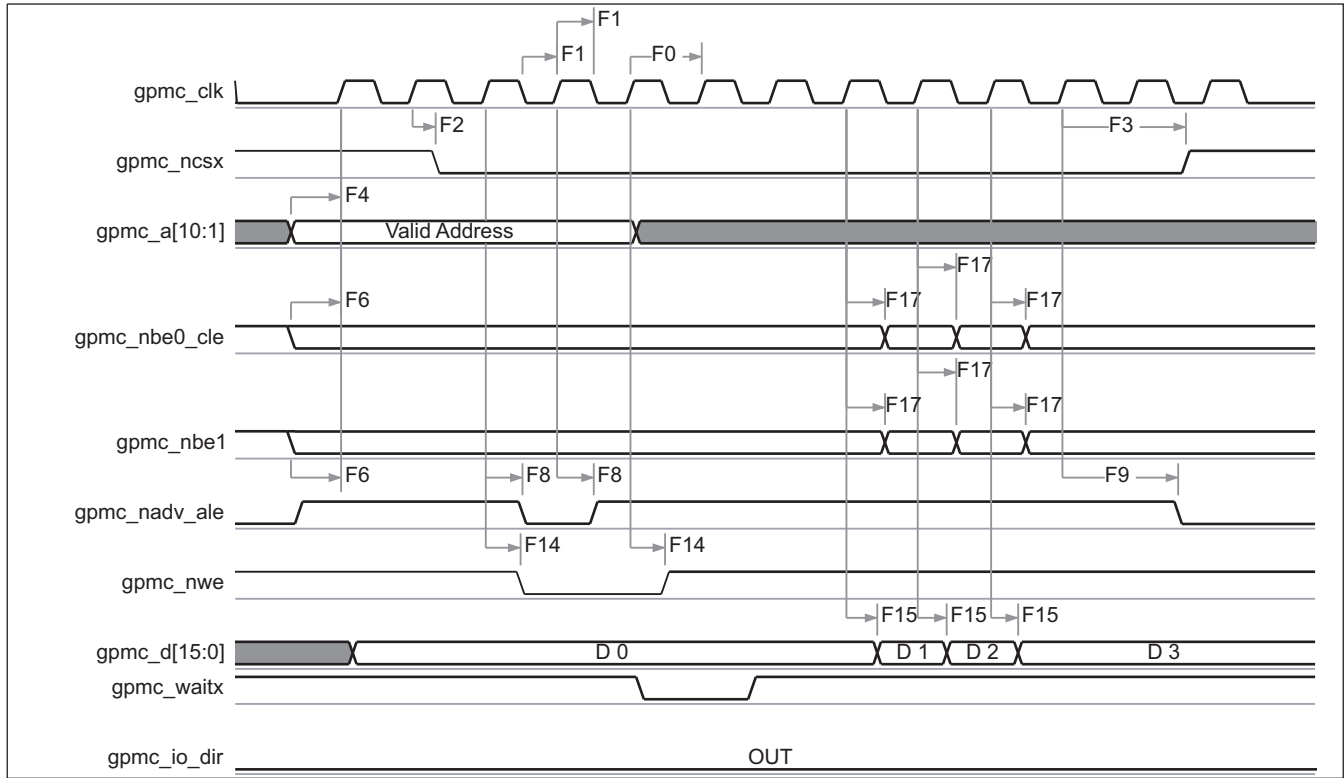 F1
F1 F0
gpmc_clk
F2 F3
gpmc_ncsx
F4
gpmc_a[10:1] Valid Address
F17
F6 F17 F17
gpmc_nbe0_cle
F17
F17 F17
gpmc_nbe1
F6 F8 F8 F9
gpmc_nadv_ale
F14 F14
gpmc_nwe
F15 F15 F15
gpmc_d[15:0] D 0 D 1 D 2 D 3
gpmc_waitx
gpmc_io_dir OUT